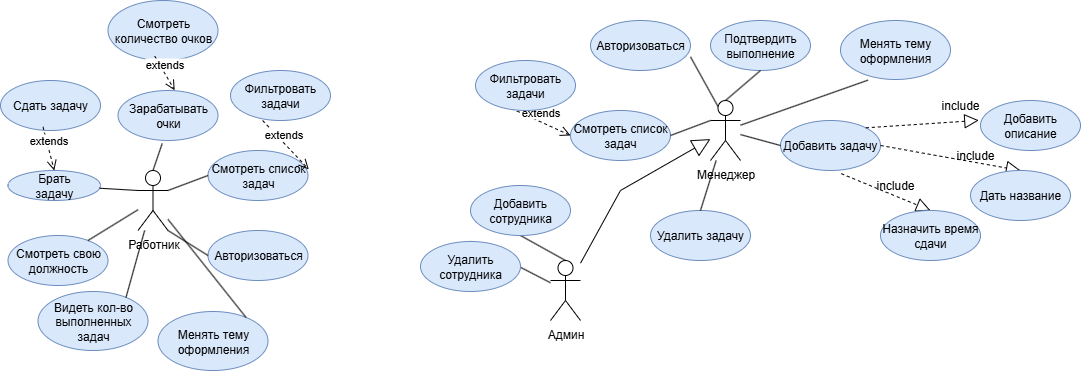 Смотреть
количество очков
extends
Сдать задачу
extends
Зарабатывать
очки
Фильтровать
задачи
extends
Брать
задачу
Смотреть список
задач
Работник
Смотреть свою
должность
Авторизоваться
Видеть кол-во
выполненных
задач
Менять тему
оформления
Авторизоваться
Подтвердить
выполнение
Менять тему
оформления
Фильтровать
задачи
extends
Смотреть список
задач
Менеджер
Добавить задачу
include
Добавить
описание
include
Дать название
include
Назначить время
сдачи
Удалить задачу
Добавить
сотрудника
Удалить
сотрудника
Админ